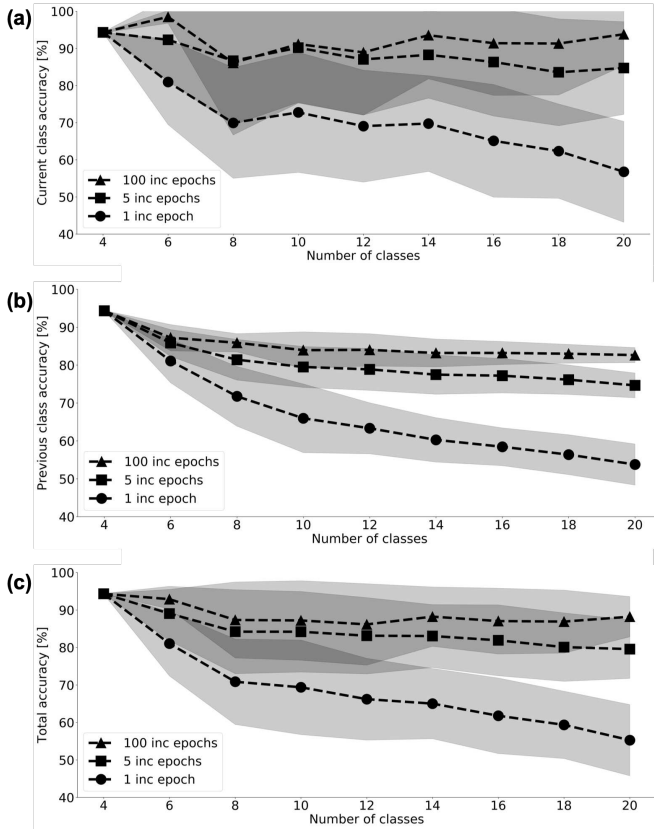 (a)
Current class accuracy [%]
100
90
80
70
60
50
40
100 inc epochs
5 inc epochs
1 inc epoch
4 6 8 10 12 14 16 18 20
Number of classes
(b)
Previous class accuracy [%]
100
90
80
70
60
50
40
100 inc epochs
5 inc epochs
1 inc epoch
4 6 8 10 12 14 16 18 20
Number of classes
(c)
Total accuracy [%]
100
90
80
70
60
50
40
100 inc epochs
5 inc epochs
1 inc epoch
4 6 8 10 12 14 16 18 20
Number of classes